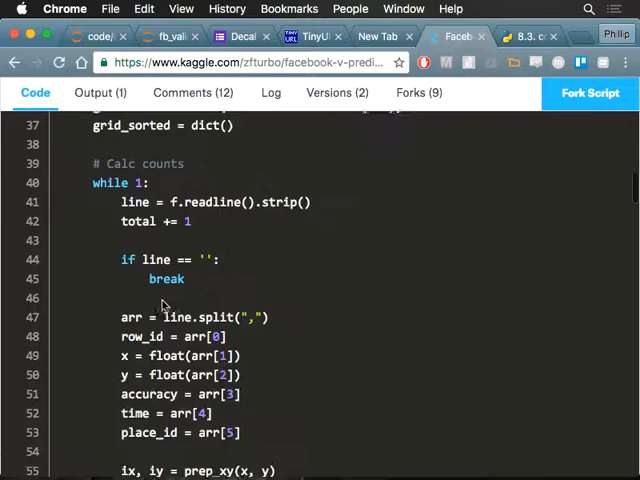 Chrome File Edit View History Bookmarks People Window Help
code/ fb_vali Decal TinyU New Tab Faceb 8.3. co Philip
https://www.kaggle.com/zfturbo/facebook-v-predi...
Code Output (1) Comments (12) Log Versions (2) Forks (9) Fork Script
37 grid_sorted = dict()
38
39 # Calc counts
40 while 1:
41 line = f.readline().strip()
42 total += 1
43
44 if line == '':
45 break
46
47 arr = line.split(",")
48 row_id = arr[0]
49 x = float(arr[1])
50 y = float(arr[2])
51 accuracy = arr[3]
52 time = arr[4]
53 place_id = arr[5]
54
55 ix, iy = prep_xy(x, y)